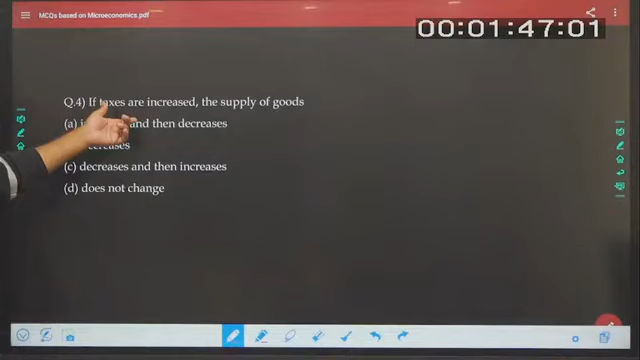 MCQs based on Microeconomics.pdf
00:01:47:01
Q.4) If taxes are increased, the supply of goods
(a) and then decreases
(c) decreases and then increases
(d) does not change